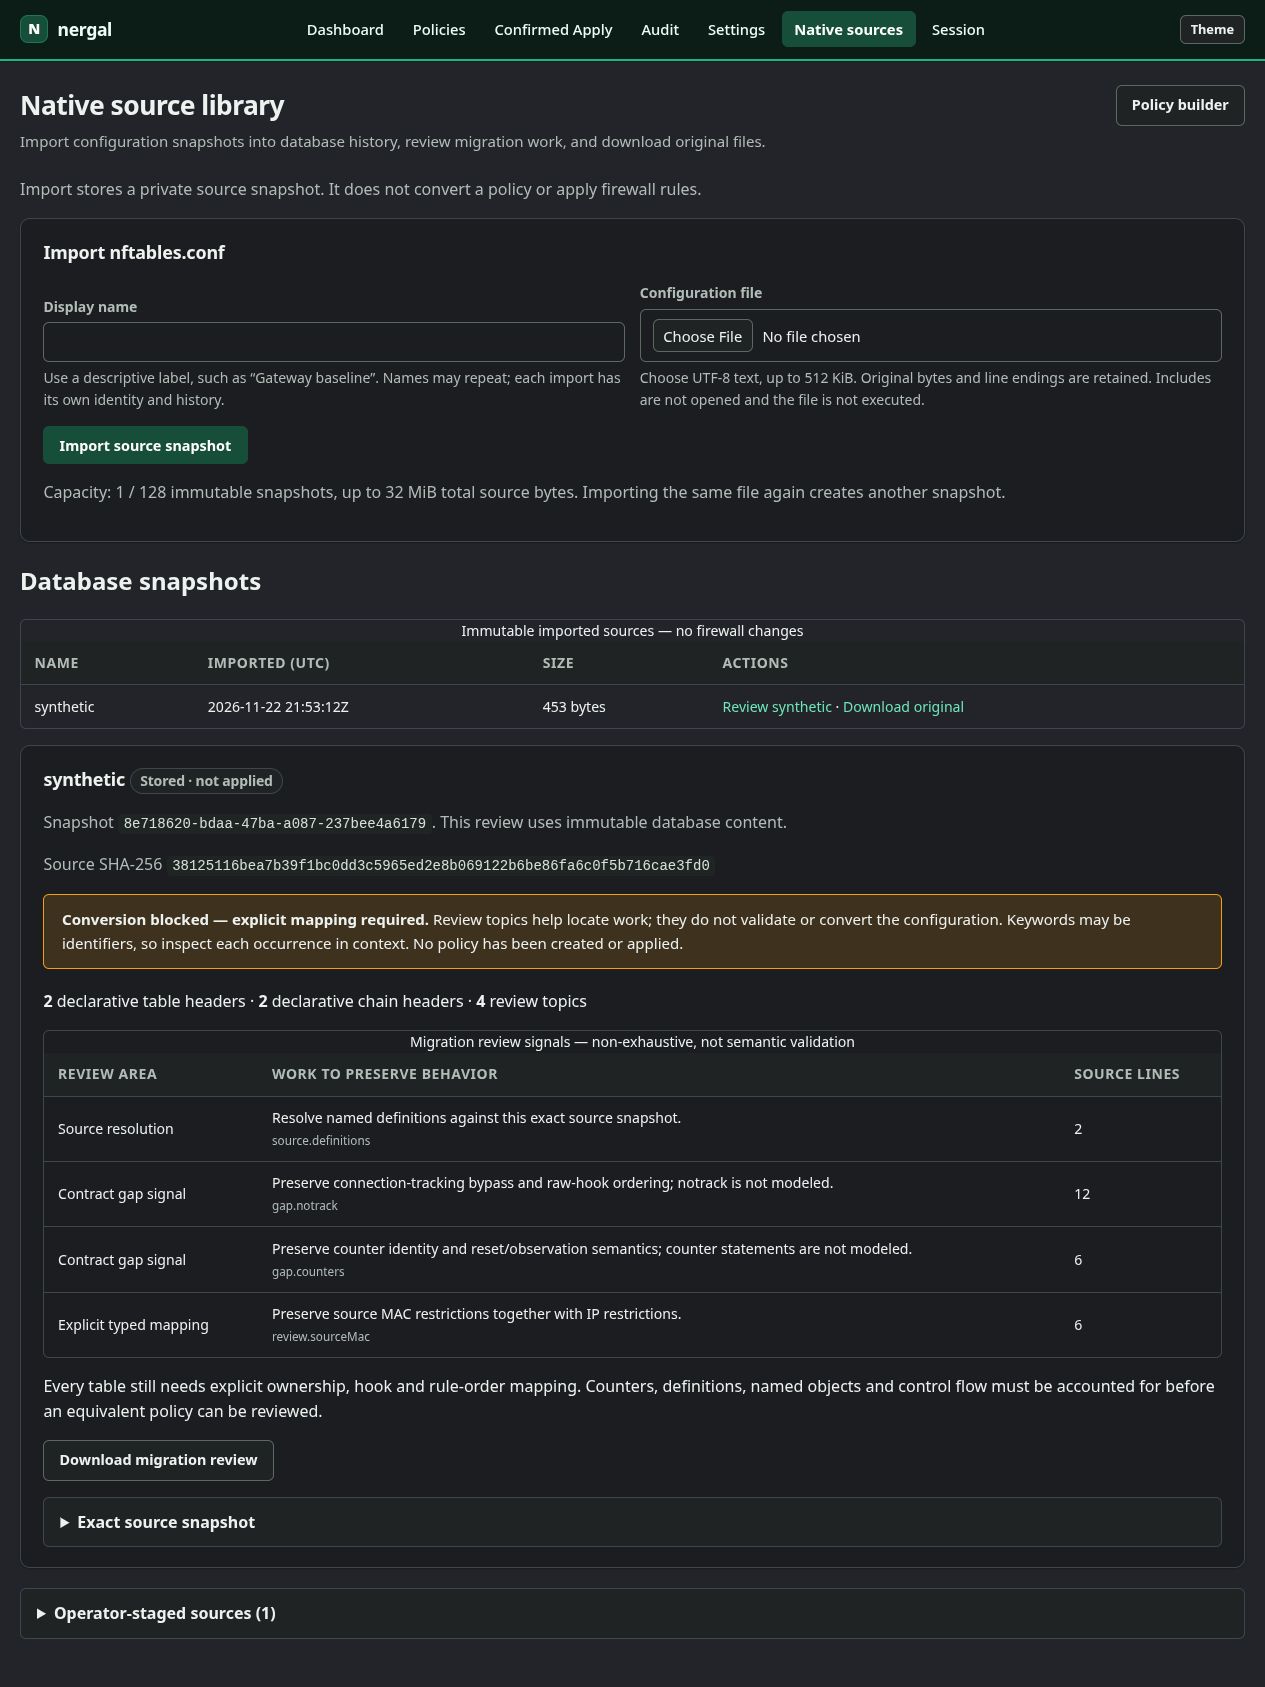 N nergal Dashboard Policies Confirmed Apply Audit Settings Native sources Session Theme
Native source library
Policy builder
Import configuration snapshots into database history, review migration work, and download original files.
Import stores a private source snapshot. It does not convert a policy or apply firewall rules.
Import nftables.conf
Display name
Use a descriptive label, such as “Gateway baseline”. Names may repeat; each import has
its own identity and history.
Configuration file
Choose File No file chosen
Choose UTF-8 text, up to 512 KiB. Original bytes and line endings are retained. Includes
are not opened and the file is not executed.
Import source snapshot
Capacity: 1 / 128 immutable snapshots, up to 32 MiB total source bytes. Importing the same file again creates another snapshot.
Database snapshots
Immutable imported sources — no firewall changes
NAME IMPORTED (UTC) SIZE ACTIONS
synthetic 2026-11-22 21:53:12Z 453 bytes Review synthetic · Download original
synthetic Stored · not applied
Snapshot 8e718620-bdaa-47ba-a087-237bee4a6179. This review uses immutable database content.
Source SHA-256 38125116bea7b39f1bc0dd3c5965ed2e8b069122b6be86fa6c0f5b716cae3fd0
Conversion blocked — explicit mapping required. Review topics help locate work; they do not validate or convert the configuration. Keywords may be
identifiers, so inspect each occurrence in context. No policy has been created or applied.
2 declarative table headers · 2 declarative chain headers · 4 review topics
Migration review signals — non-exhaustive, not semantic validation
REVIEW AREA WORK TO PRESERVE BEHAVIOR SOURCE LINES
Source resolution Resolve named definitions against this exact source snapshot. 2
source.definitions
Contract gap signal Preserve connection-tracking bypass and raw-hook ordering; notrack is not modeled. 12
gap.notrack
Contract gap signal Preserve counter identity and reset/observation semantics; counter statements are not modeled. 6
gap.counters
Explicit typed mapping Preserve source MAC restrictions together with IP restrictions. 6
review.sourceMac
Every table still needs explicit ownership, hook and rule-order mapping. Counters, definitions, named objects and control flow must be accounted for before
an equivalent policy can be reviewed.
Download migration review
▶ Exact source snapshot
▶ Operator-staged sources (1)